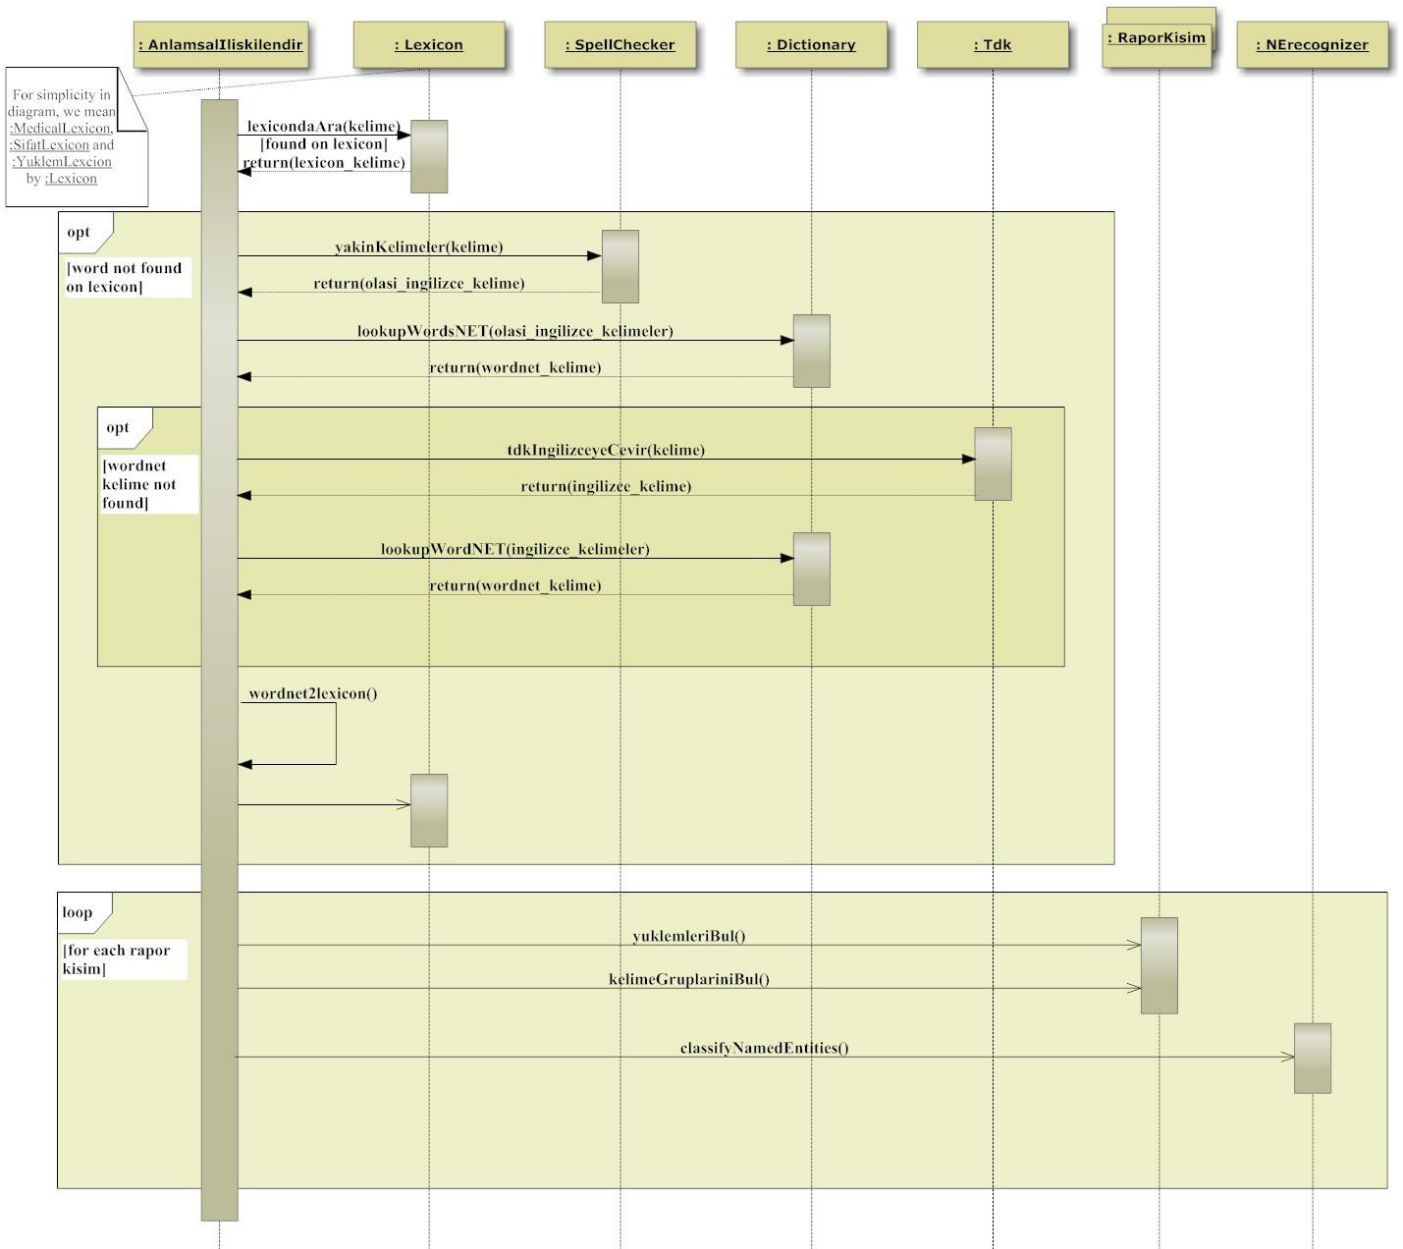 : AnlamsalIliskilendir
: Lexicon
: SpellChecker
: Dictionary
: Tdk
: RaporKisim
: NErecognizer
For simplicity in
diagram, we mean
:MedicalLexicon,
:SifatLexicon and
:YuklemLexcion
by :Lexicon
lexicondaAra(kelime)
[found on lexicon]
return(lexicon_kelime)
opt
[word not found
on lexicon]
yakinKelimeler(kelime)
return(olasi_ingilizce_kelime)
lookupWordsNET(olasi_ingilizce_kelimeler)
return(wordnet_kelime)
opt
[wordnet
kelime not
found]
tdkIngilizceyeCevir(kelime)
return(ingilizce_kelime)
lookupWordNET(ingilizce_kelimeler)
return(wordnet_kelime)
wordnet2lexicon()
loop
[for each rapor
kisim]
yuklemleriBul()
kelimeGruplariniBul()
classifyNamedEntities()